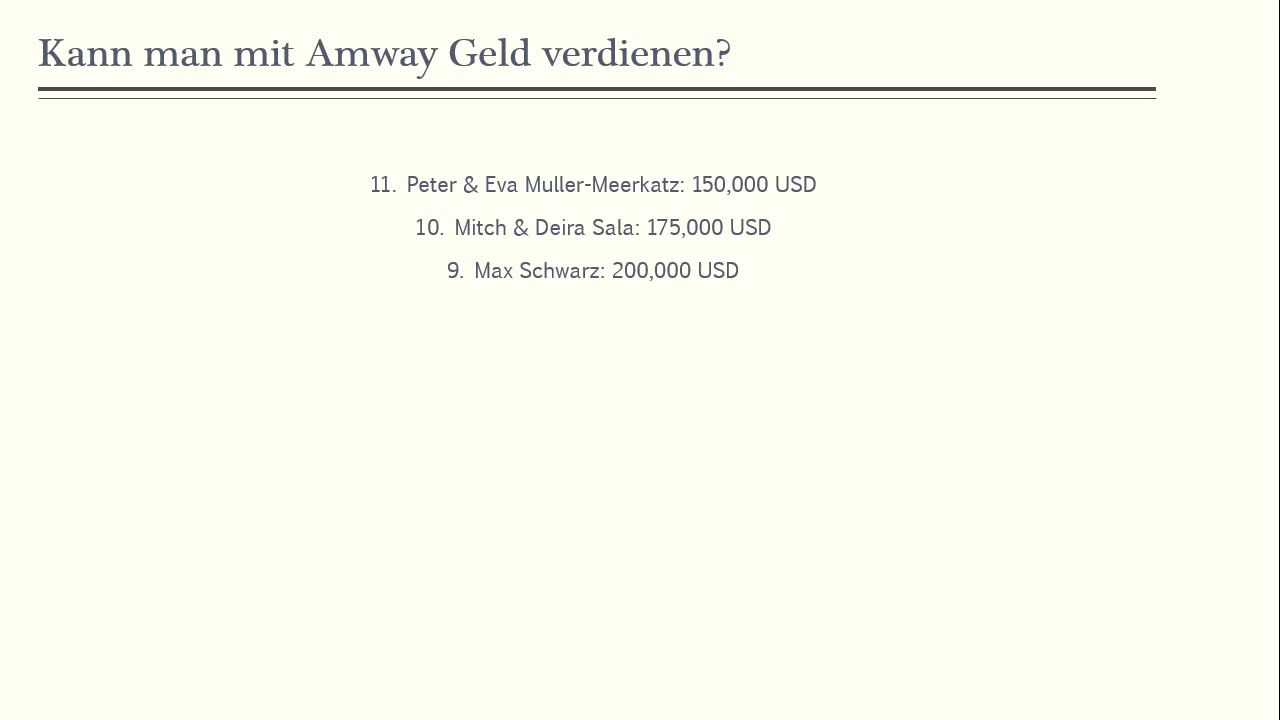 Kann man mit Amway Geld verdienen?
11. Peter & Eva Muller-Meerkatz: 150,000 USD
10. Mitch & Deira Sala: 175,000 USD
9. Max Schwarz: 200,000 USD